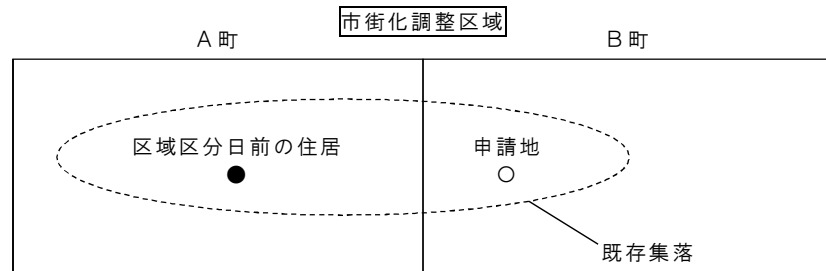 市街化調整区域
A町
B町
区域区分日前の住居
申請地
既存集落